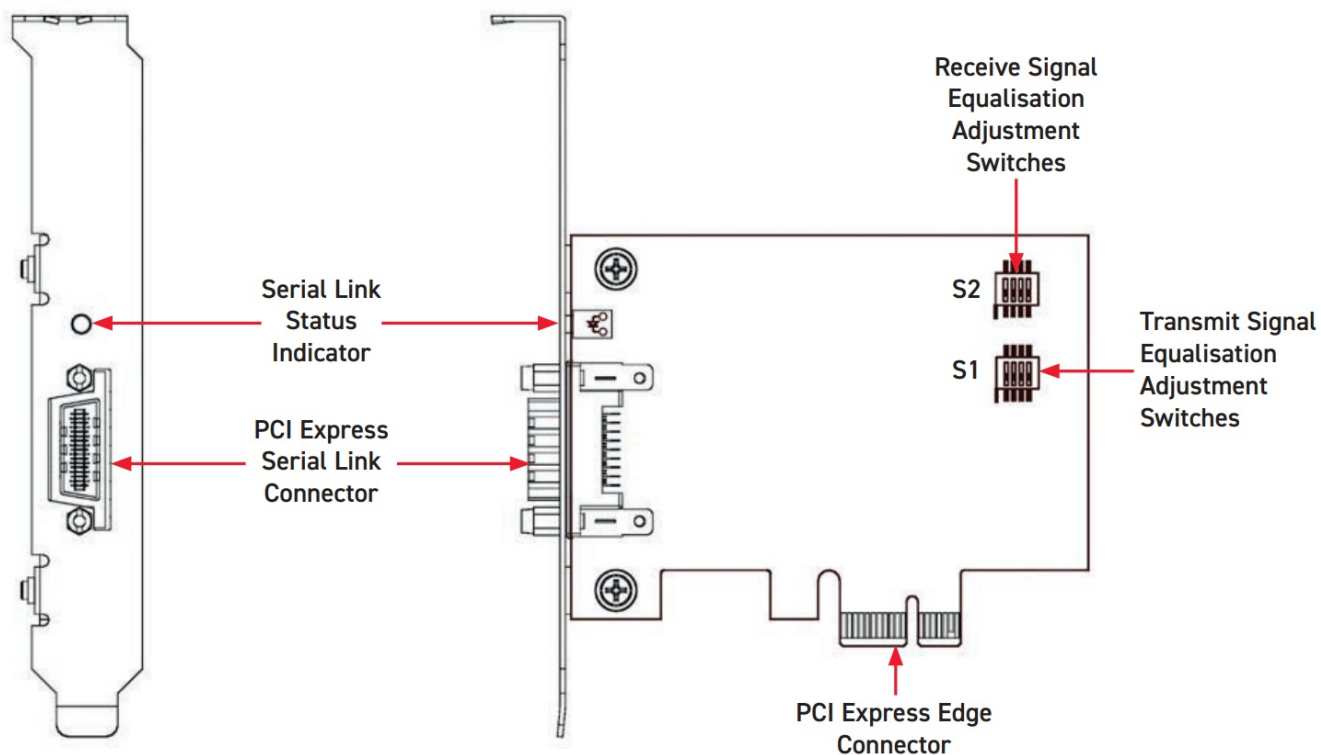 Receive Signal
Equalisation
Adjustment
Switches
S2
Serial Link
Status
Indicator
Transmit Signal
Equalisation
Adjustment
Switches
S1
PCI Express
Serial Link
Connector
PCI Express Edge
Connector